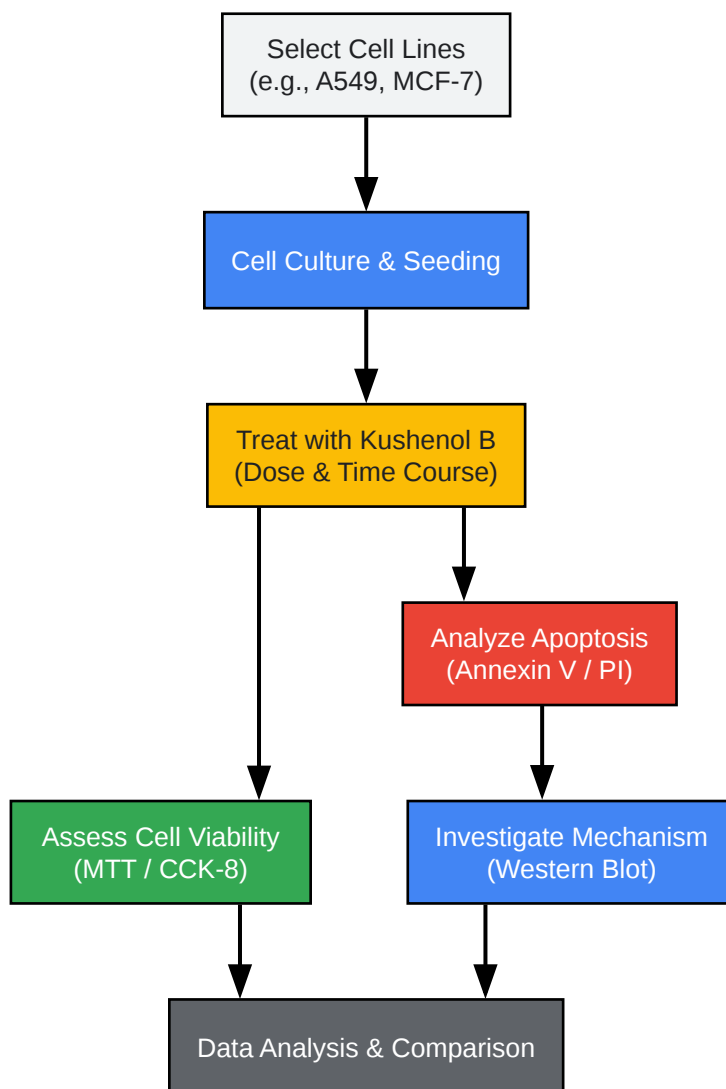 Select Cell Lines
(e.g., A549, MCF-7)
Cell Culture & Seeding
Treat with Kushenol B
(Dose & Time Course)
Analyze Apoptosis
(Annexin V / PI)
Assess Cell Viability
(MTT / CCK-8)
Investigate Mechanism
(Western Blot)
Data Analysis & Comparison